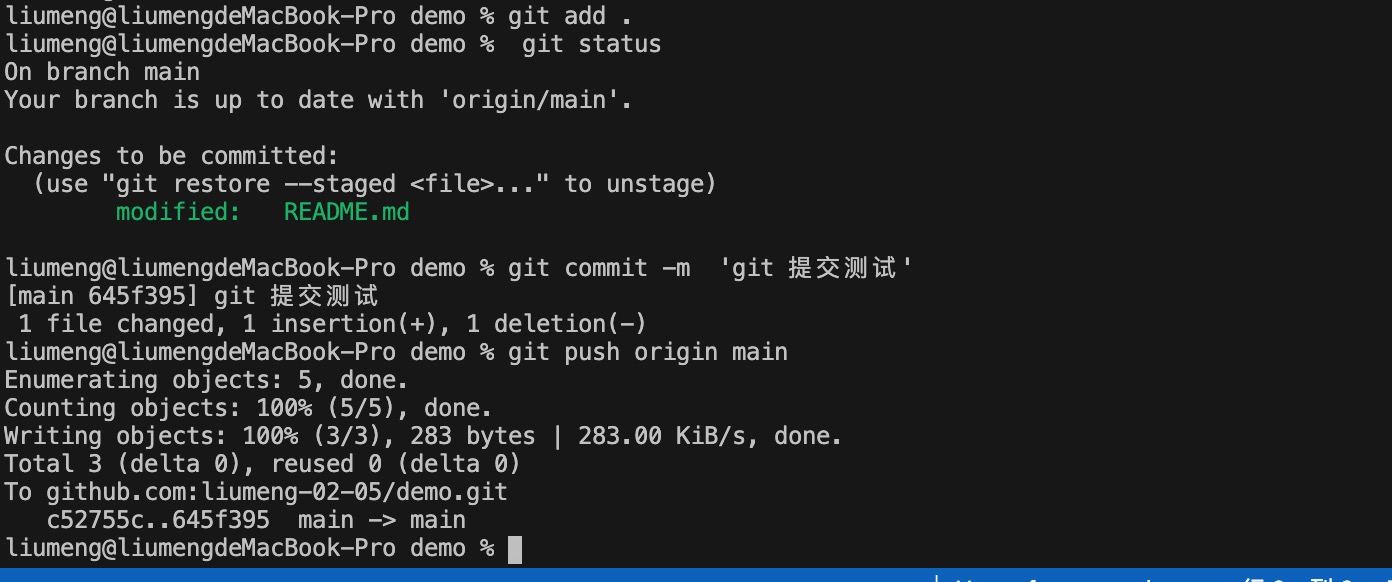 liumeng@liumengdeMacBook-Pro demo % git add .
liumeng@liumengdeMacBook-Pro demo %  git status
On branch main
Your branch is up to date with 'origin/main'.
Changes to be committed:
  (use "git restore --staged <file>..." to unstage)
        modified:   README.md
liumeng@liumengdeMacBook-Pro demo % git commit -m  'git 提交测试'
[main 645f395] git 提交测试
 1 file changed, 1 insertion(+), 1 deletion(-)
liumeng@liumengdeMacBook-Pro demo % git push origin main
Enumerating objects: 5, done.
Counting objects: 100% (5/5), done.
Writing objects: 100% (3/3), 283 bytes | 283.00 KiB/s, done.
Total 3 (delta 0), reused 0 (delta 0)
To github.com:liumeng-02-05/demo.git
   c52755c..645f395  main -> main
liumeng@liumengdeMacBook-Pro demo %